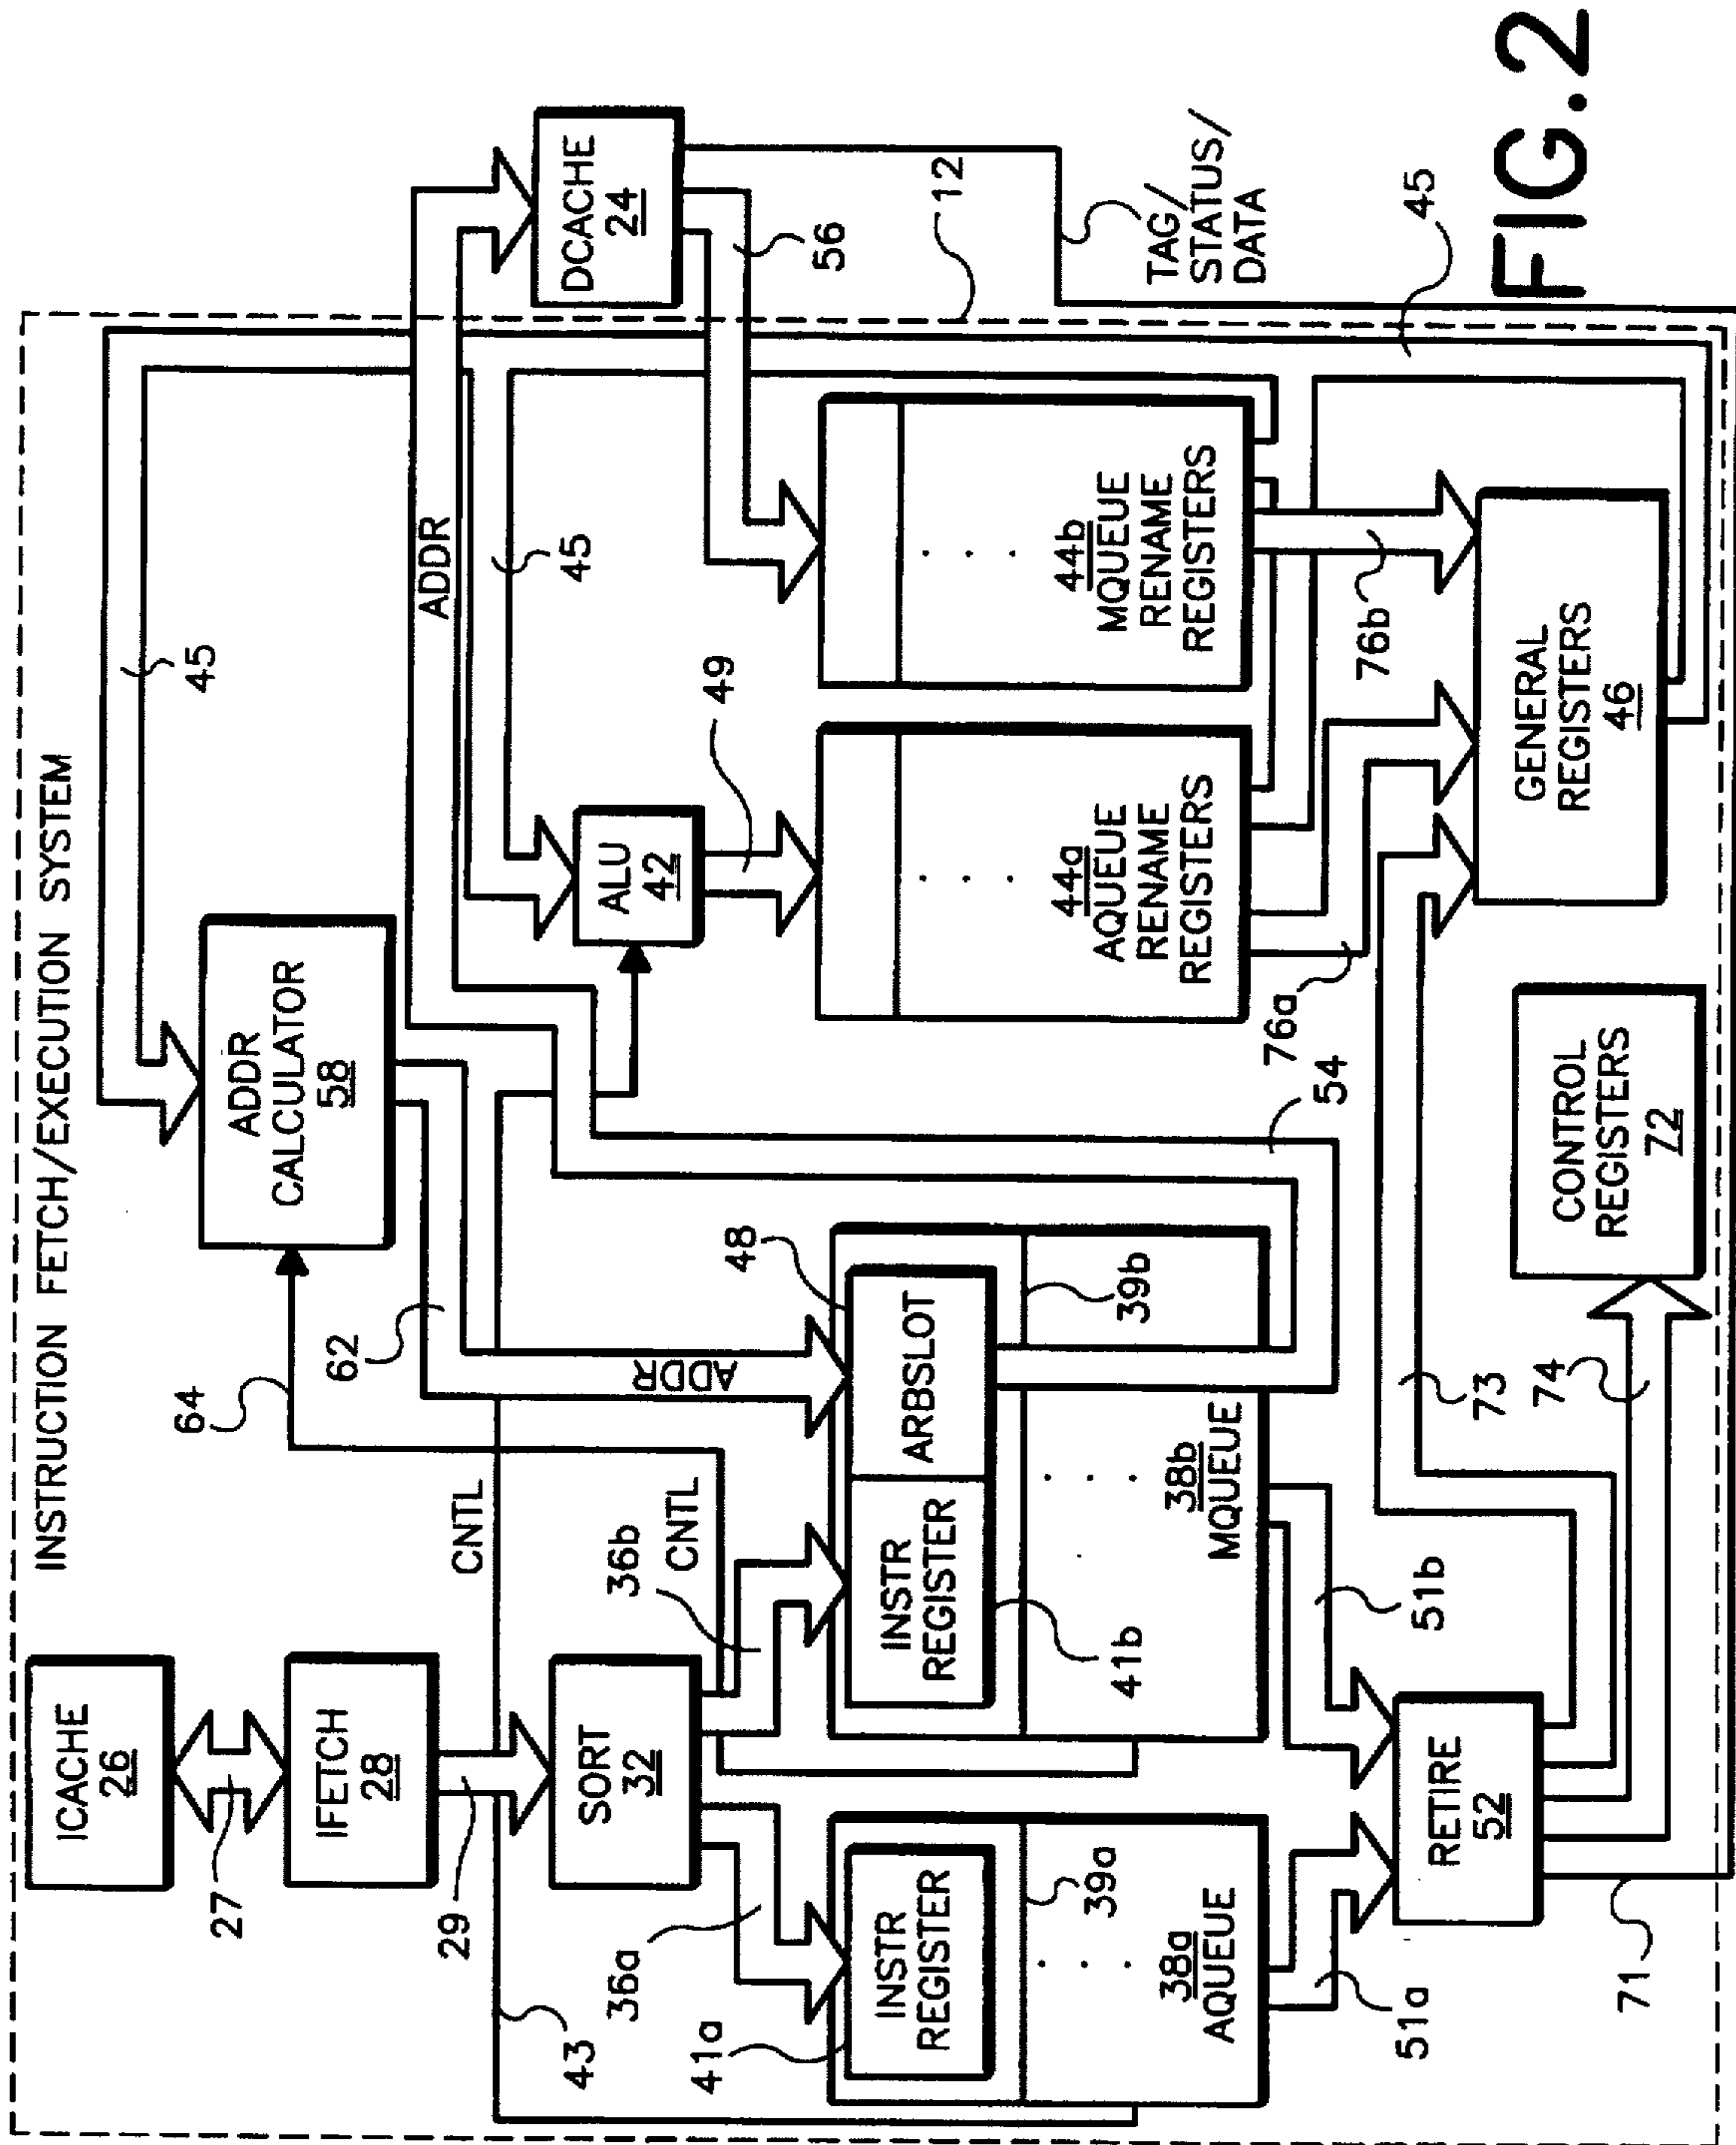 INSTRUCTION FETCH/EXECUTION SYSTEM
ICACHE
26
27
IFETCH
28
29
CNTL
43
SORT
32
36a
36b
CNTL
64
62
ADDR
CALCULATOR
58
45
ADDR
ADDR
45
DCACHE
24
56
TAG/
STATUS/
DATA
12
45
41a
INSTR
REGISTER
39a
38a
AQUEUE
INSTR
REGISTER
ARBSLOT
48
41b
39b
38b
MQUEUE
ALU
42
49
44a
AQUEUE
RENAME
REGISTERS
44b
MQUEUE
RENAME
REGISTERS
51a
51b
54
76a
76b
RETIRE
52
71
73
74
CONTROL
REGISTERS
72
GENERAL
REGISTERS
46
FIG.2